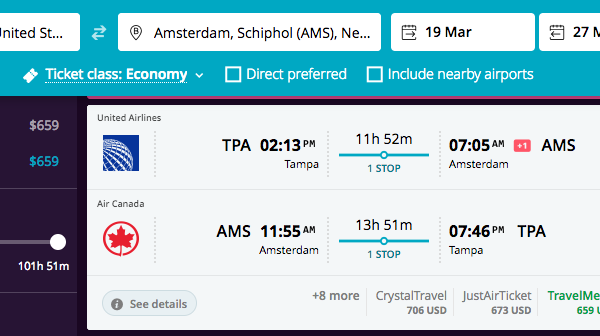 nited St...
Amsterdam, Schiphol (AMS), Ne...
19 Mar
27 M
Ticket class: Economy
Direct preferred
Include nearby airports
$659
$659
101h 51m
United Airlines
TPA 02:13 PM
Tampa
11h 52m
1 STOP
07:05 AM +1 AMS
Amsterdam
Air Canada
AMS 11:55 AM
Amsterdam
13h 51m
1 STOP
07:46 PM TPA
Tampa
See details
+8 more
CrystalTravel
706 USD
JustAirTicket
673 USD
TravelMe
659 U